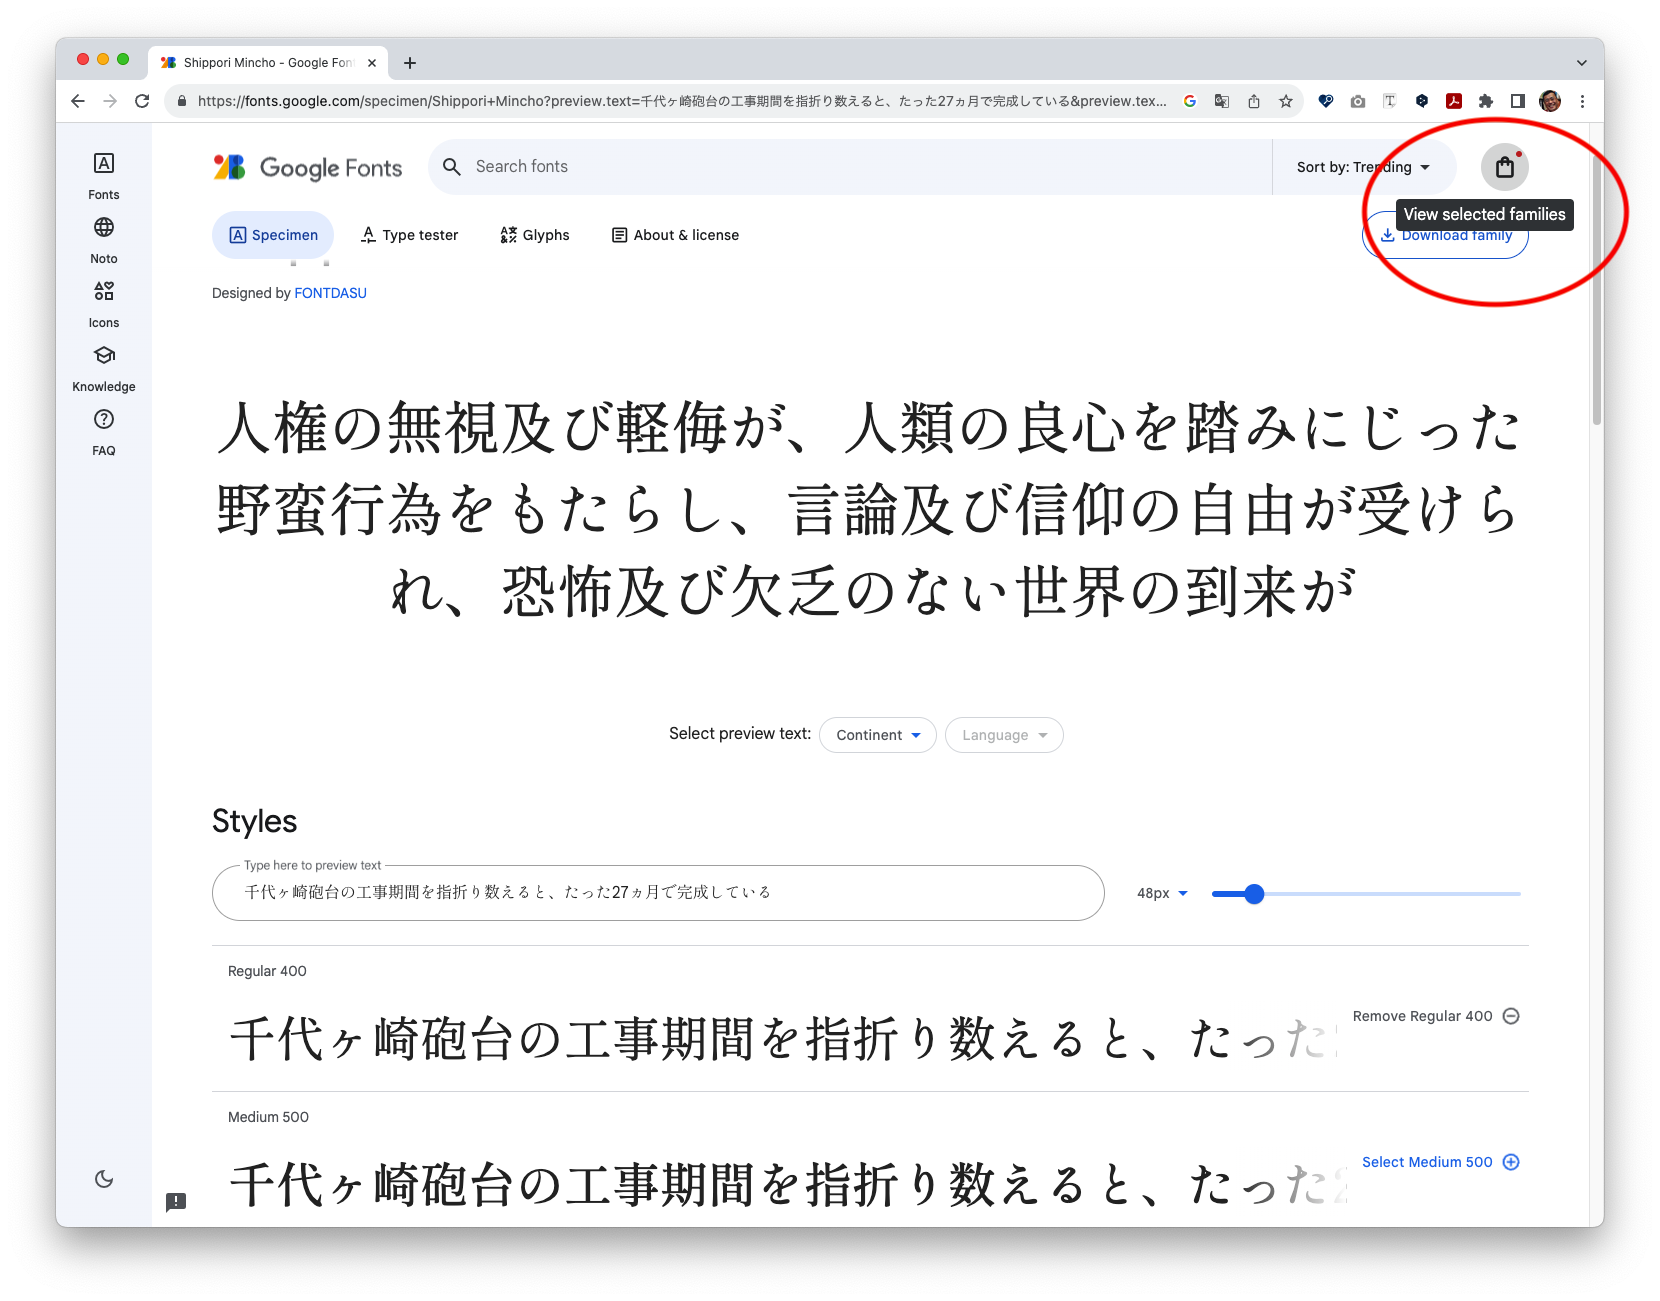 Shippori Mincho - Google Fon
https://fonts.google.com/specimen/Shippori+Mincho?preview.text=千代ヶ崎砲台の工事期間を指折り数えると、たった27ヵ月で完成している&preview.tex...
Fonts
Noto
Icons
Knowledge
FAQ
Google Fonts
Search fonts
Sort by: Trending
View selected families
Specimen
Type tester
Glyphs
About & license
Download family
Designed by FONTDASU
人権の無視及び軽侮が、人類の良心を踏みにじった
野蛮行為をもたらし、言論及び信仰の自由が受けら
れ、恐怖及び欠乏のない世界の到来が
Select preview text: Continent Language
Styles
Type here to preview text
千代ヶ崎砲台の工事期間を指折り数えると、たった27ヵ月で完成している
48px
Regular 400
千代ヶ崎砲台の工事期間を指折り数えると、たった
Remove Regular 400
Medium 500
千代ヶ崎砲台の工事期間を指折り数えると、たった2
Select Medium 500